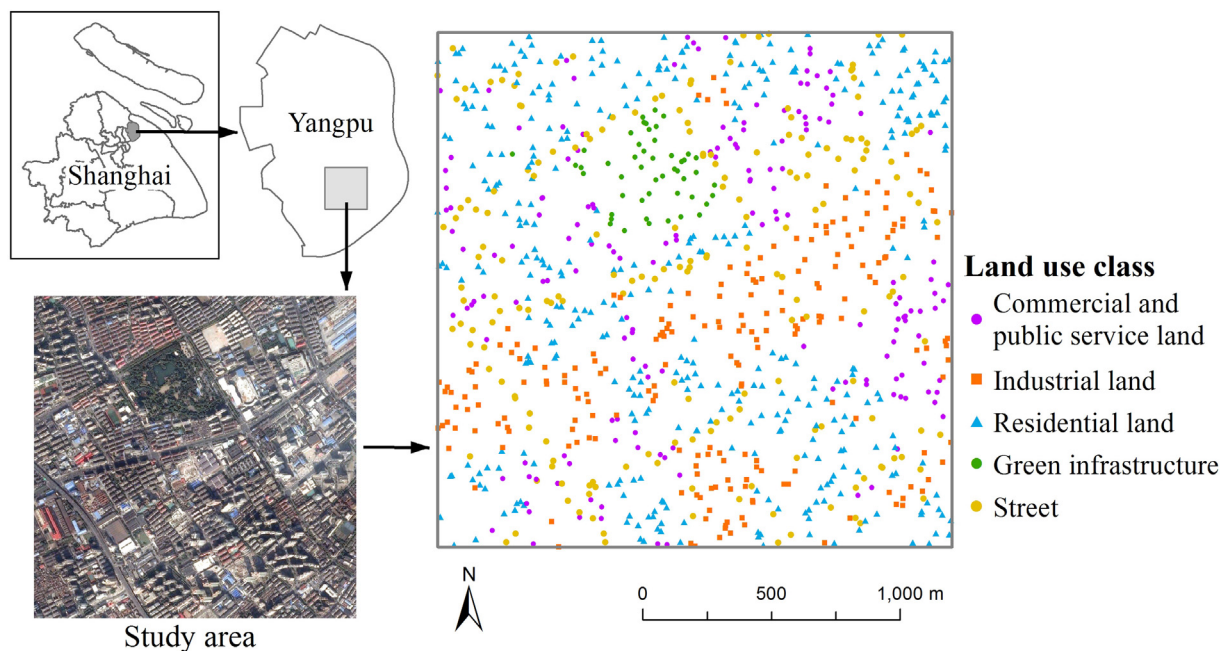 Shanghai
Yangpu
Study area
Land use class
Commercial and
public service land
Industrial land
Residential land
Green infrastructure
Street
N
0 500 1,000 m